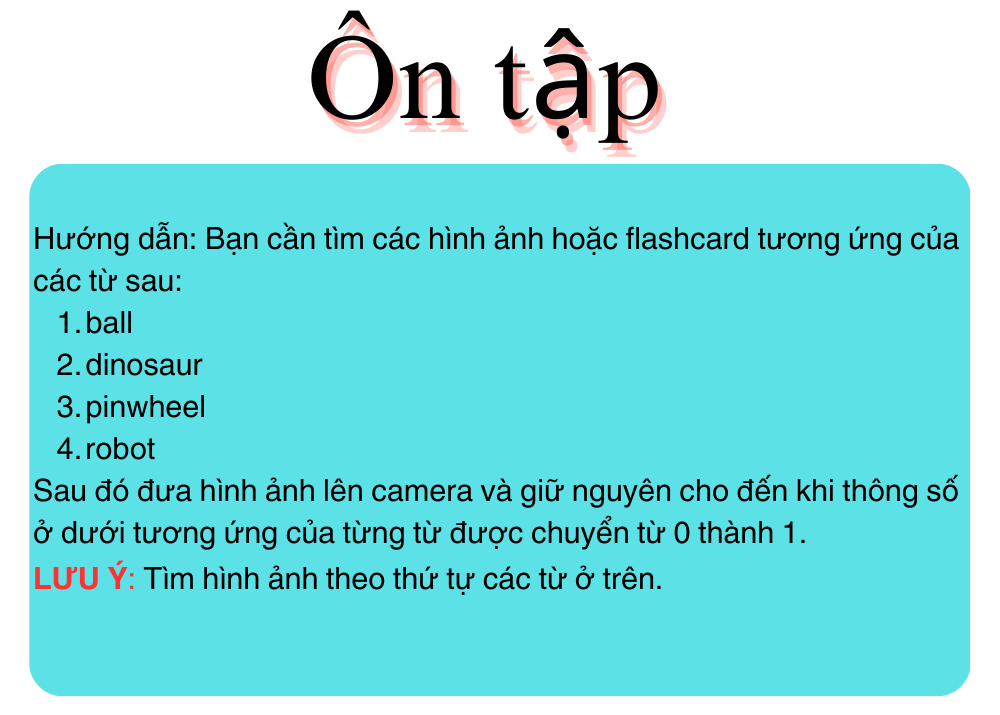 Ôn tập
Hướng dẫn: Bạn cần tìm các hình ảnh hoặc flashcard tương ứng của
các từ sau:
1. ball
2. dinosaur
3. pinwheel
4. robot
Sau đó đưa hình ảnh lên camera và giữ nguyên cho đến khi thông số
ở dưới tương ứng của từng từ được chuyển từ 0 thành 1.
LƯU Ý: Tìm hình ảnh theo thứ tự các từ ở trên.